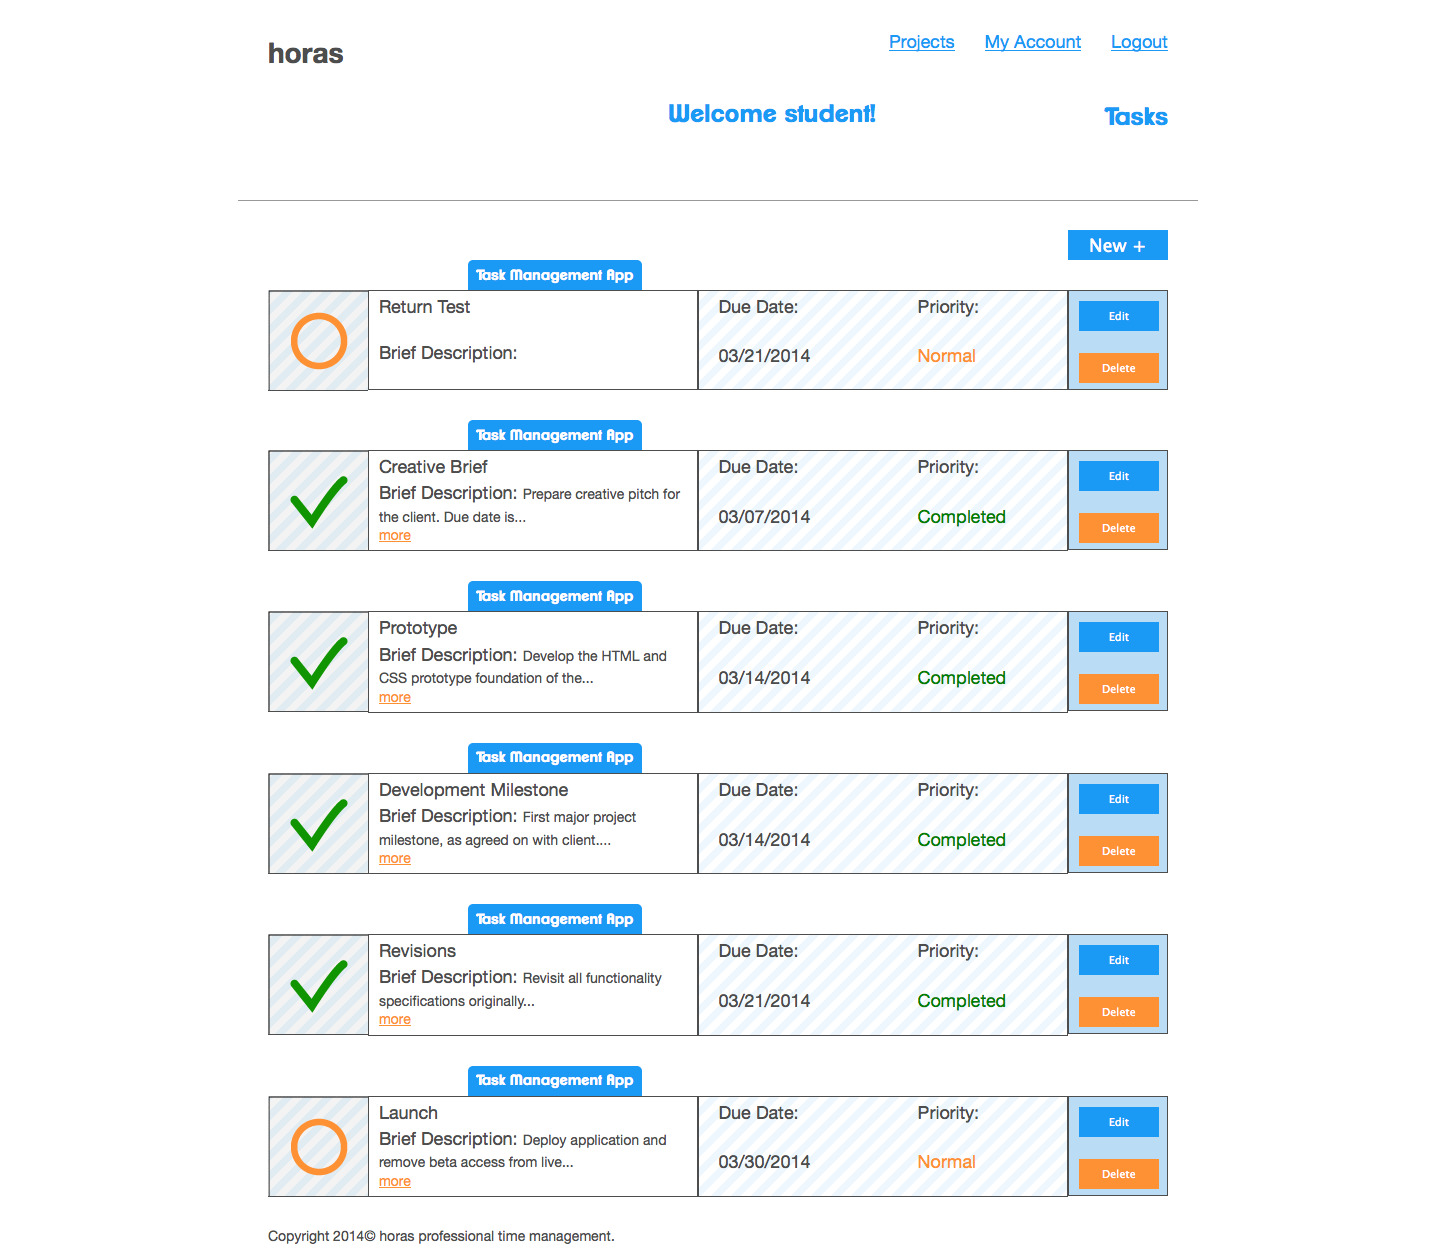 horas
Projects My Account Logout
Welcome student!
Tasks
New +
Task Management App
Return Test
Brief Description:
Due Date:
03/21/2014
Priority:
Normal
Edit
Delete
Task Management App
Creative Brief
Brief Description: Prepare creative pitch for
the client. Due date is...
more
Due Date:
03/07/2014
Priority:
Completed
Edit
Delete
Task Management App
Prototype
Brief Description: Develop the HTML and
CSS prototype foundation of the...
more
Due Date:
03/14/2014
Priority:
Completed
Edit
Delete
Task Management App
Development Milestone
Brief Description: First major project
milestone, as agreed on with client....
more
Due Date:
03/14/2014
Priority:
Completed
Edit
Delete
Task Management App
Revisions
Brief Description: Revisit all functionality
specifications originally...
more
Due Date:
03/21/2014
Priority:
Completed
Edit
Delete
Task Management App
Launch
Brief Description: Deploy application and
remove beta access from live...
more
Due Date:
03/30/2014
Priority:
Normal
Edit
Delete
Copyright 2014© horas professional time management.